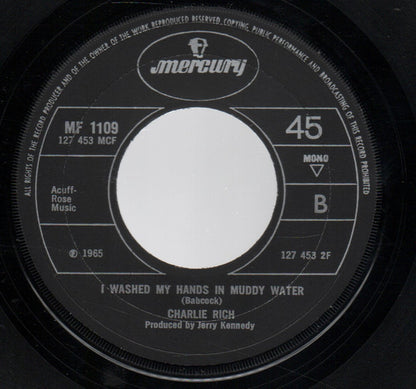 ALL RIGHTS OF THE RECORD PRODUCER AND OF THE OWNER OF THE WORK REPRODUCED RESERVED. COPYING, PUBLIC PERFORMANCE AND BROADCASTING OF THIS RECORD PROHIBITED
mercury
MF 1109
127 453 MCF
45
MONO
B
Acuff-
Rose
Music
℗ 1965
127 453 2F
I WASHED MY HANDS IN MUDDY WATER
(Babcock)
CHARLIE RICH
Produced by Jerry Kennedy